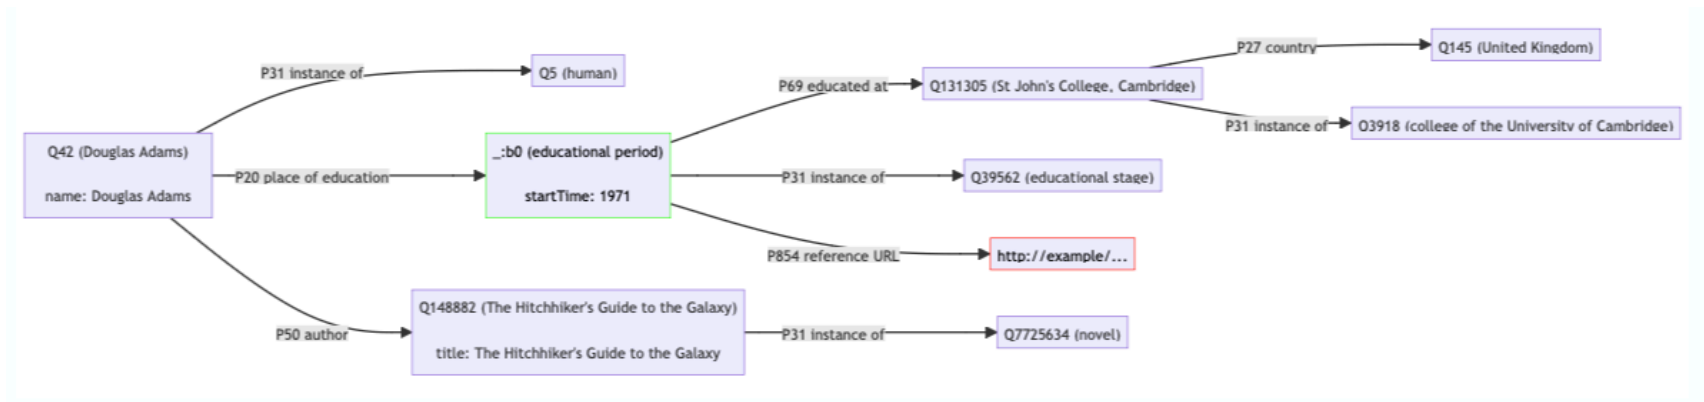 P27 country
Q145 (United Kingdom)
P31 instance of
Q5 (human)
P69 educated at
Q131305 (St John's College, Cambridge)
P31 instance of
Q3918 (college of the University of Cambridge)
Q42 (Douglas Adams)
name: Douglas Adams
P20 place of education
_:b0 (educational period)
startTime: 1971
P31 instance of
Q39562 (educational stage)
P854 reference URL
http://example/...
P50 author
Q148882 (The Hitchhiker's Guide to the Galaxy)
title: The Hitchhiker's Guide to the Galaxy
P31 instance of
Q7725634 (novel)